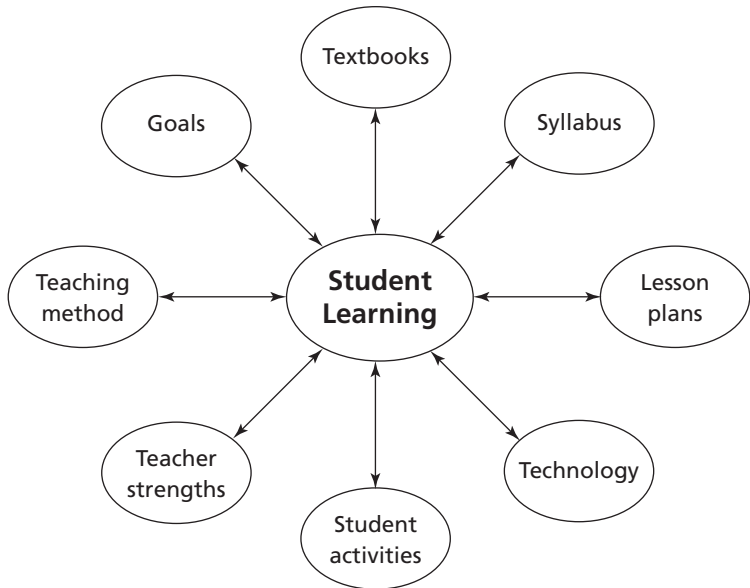 Textbooks
Goals
Syllabus
Student
Learning
Teaching
method
Lesson
plans
Teacher
strengths
Technology
Student
activities